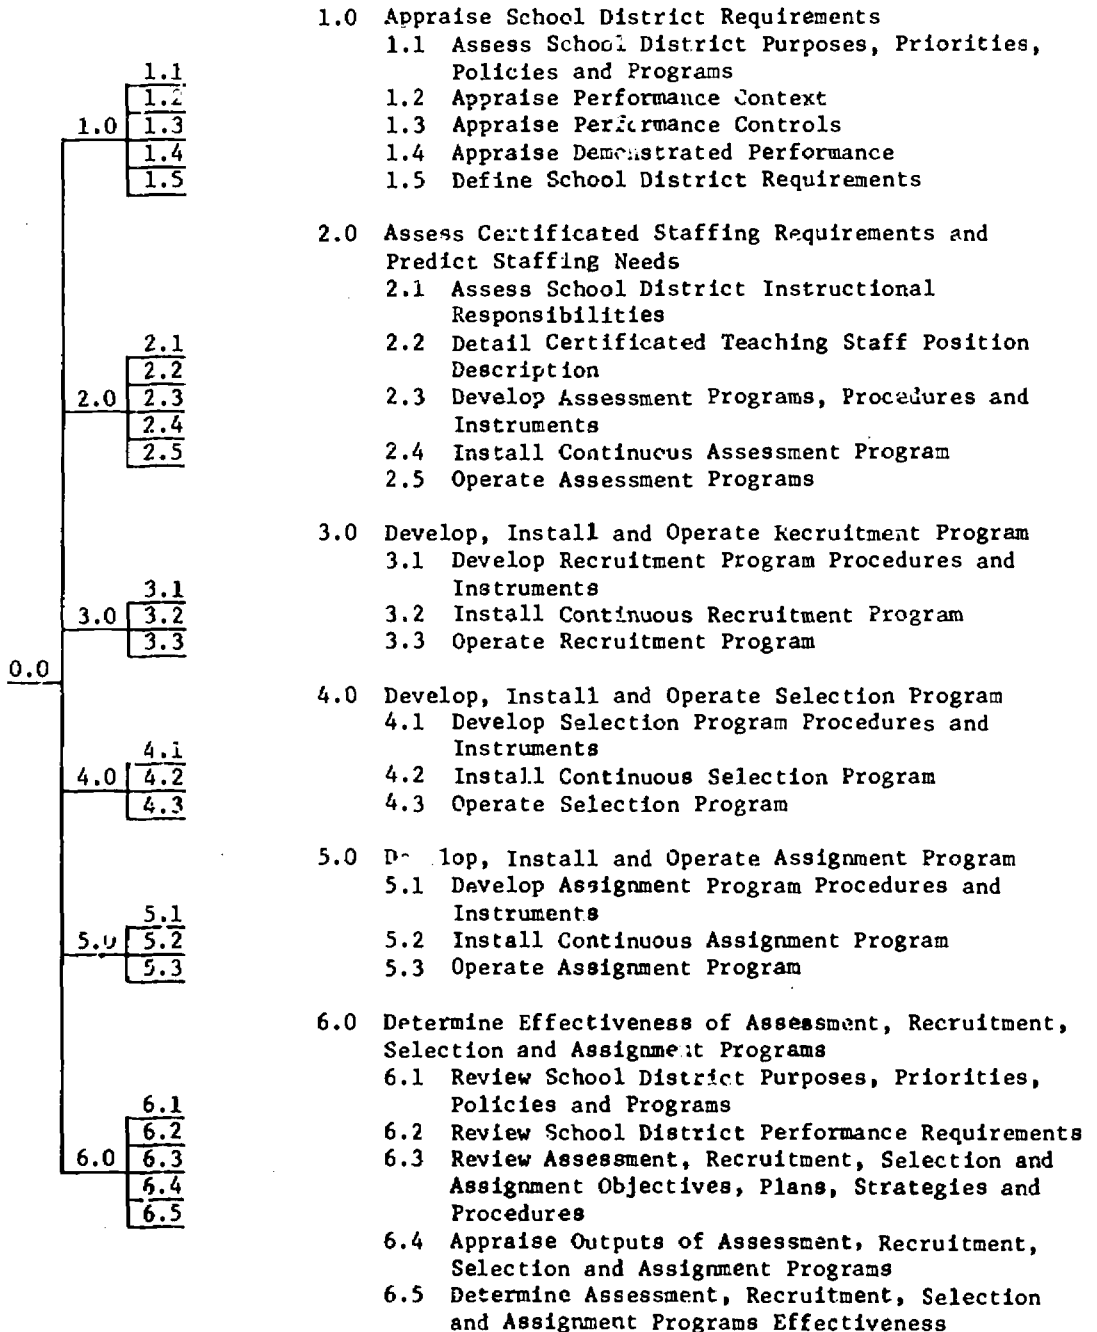 1.0 Appraise School District Requirements
1.1 Assess School District Purposes, Priorities,
Policies and Programs
1.2 Appraise Performance Context
1.3 Appraise Performance Controls
1.4 Appraise Demonstrated Performance
1.5 Define School District Requirements
1.1
1.2
1.0 1.3
1.4
1.5
2.0 Assess Certificated Staffing Requirements and
Predict Staffing Needs
2.1 Assess School District Instructional
Responsibilities
2.2 Detail Certificated Teaching Staff Position
Description
2.3 Develop Assessment Programs, Procedures and
Instruments
2.4 Install Continuous Assessment Program
2.5 Operate Assessment Programs
2.1
2.2
2.0 2.3
2.4
2.5
3.0 Develop, Install and Operate Recruitment Program
3.1 Develop Recruitment Program Procedures and
Instruments
3.2 Install Continuous Recruitment Program
3.3 Operate Recruitment Program
3.1
3.0 3.2
3.3
0.0
4.0 Develop, Install and Operate Selection Program
4.1 Develop Selection Program Procedures and
Instruments
4.2 Install Continuous Selection Program
4.3 Operate Selection Program
4.1
4.0 4.2
4.3
5.0 lop, Install and Operate Assignment Program
5.1 Develop Assignment Program Procedures and
Instruments
5.2 Install Continuous Assignment Program
5.3 Operate Assignment Program
5.1
5.0 5.2
5.3
6.0 Determine Effectiveness of Assessment, Recruitment,
Selection and Assignment Programs
6.1 Review School District Purposes, Priorities,
Policies and Programs
6.2 Review School District Performance Requirements
6.3 Review Assessment, Recruitment, Selection and
Assignment Objectives, Plans, Strategies and
Procedures
6.4 Appraise Outputs of Assessment, Recruitment,
Selection and Assignment Programs
6.5 Determine Assessment, Recruitment, Selection
and Assignment Programs Effectiveness
6.1
6.2
6.0 6.3
6.4
6.5